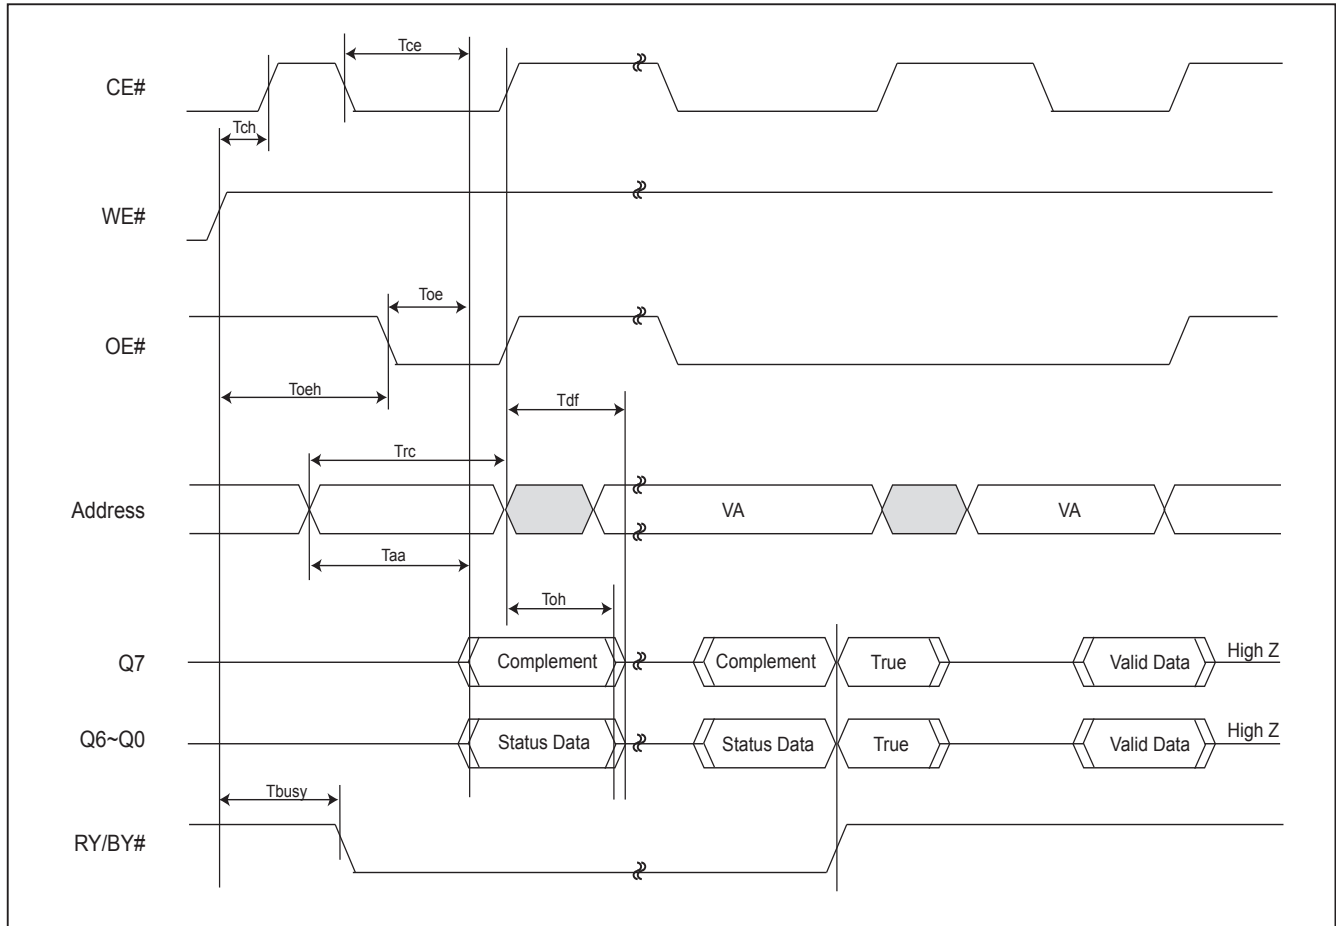 Tce
CE#
Tch
WE#
Toe
OE#
Toeh
Tdf
Trc
Address
VA
VA
Taa
Toh
Q7
Complement
Complement
True
Valid Data
High Z
Q6~Q0
Status Data
Status Data
True
Valid Data
High Z
Tbusy
RY/BY#